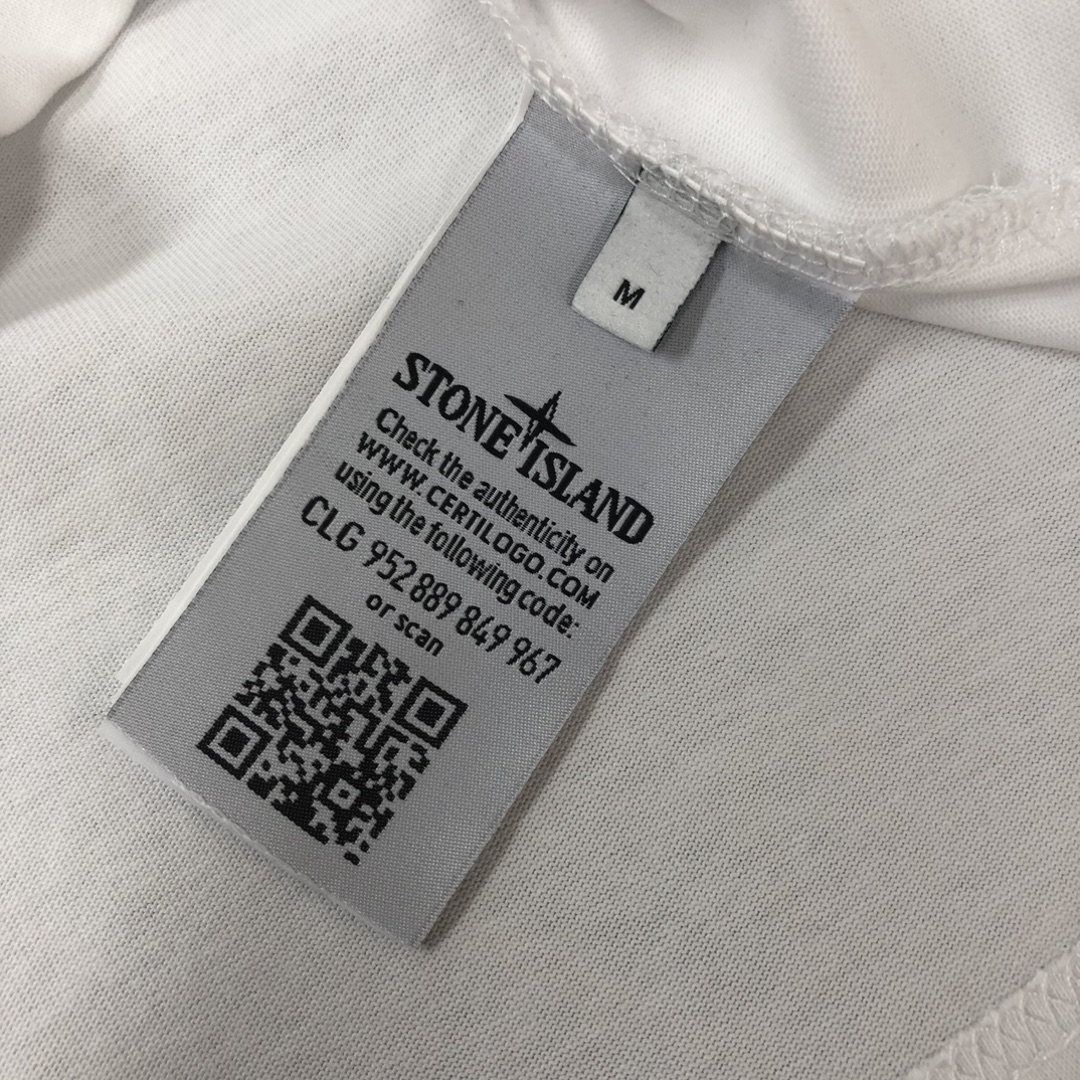 M
STONE ISLAND
Check the authenticity on
WWW.CERTILOGO.COM
using the following code:
CLG 952 889 849 967
or scan